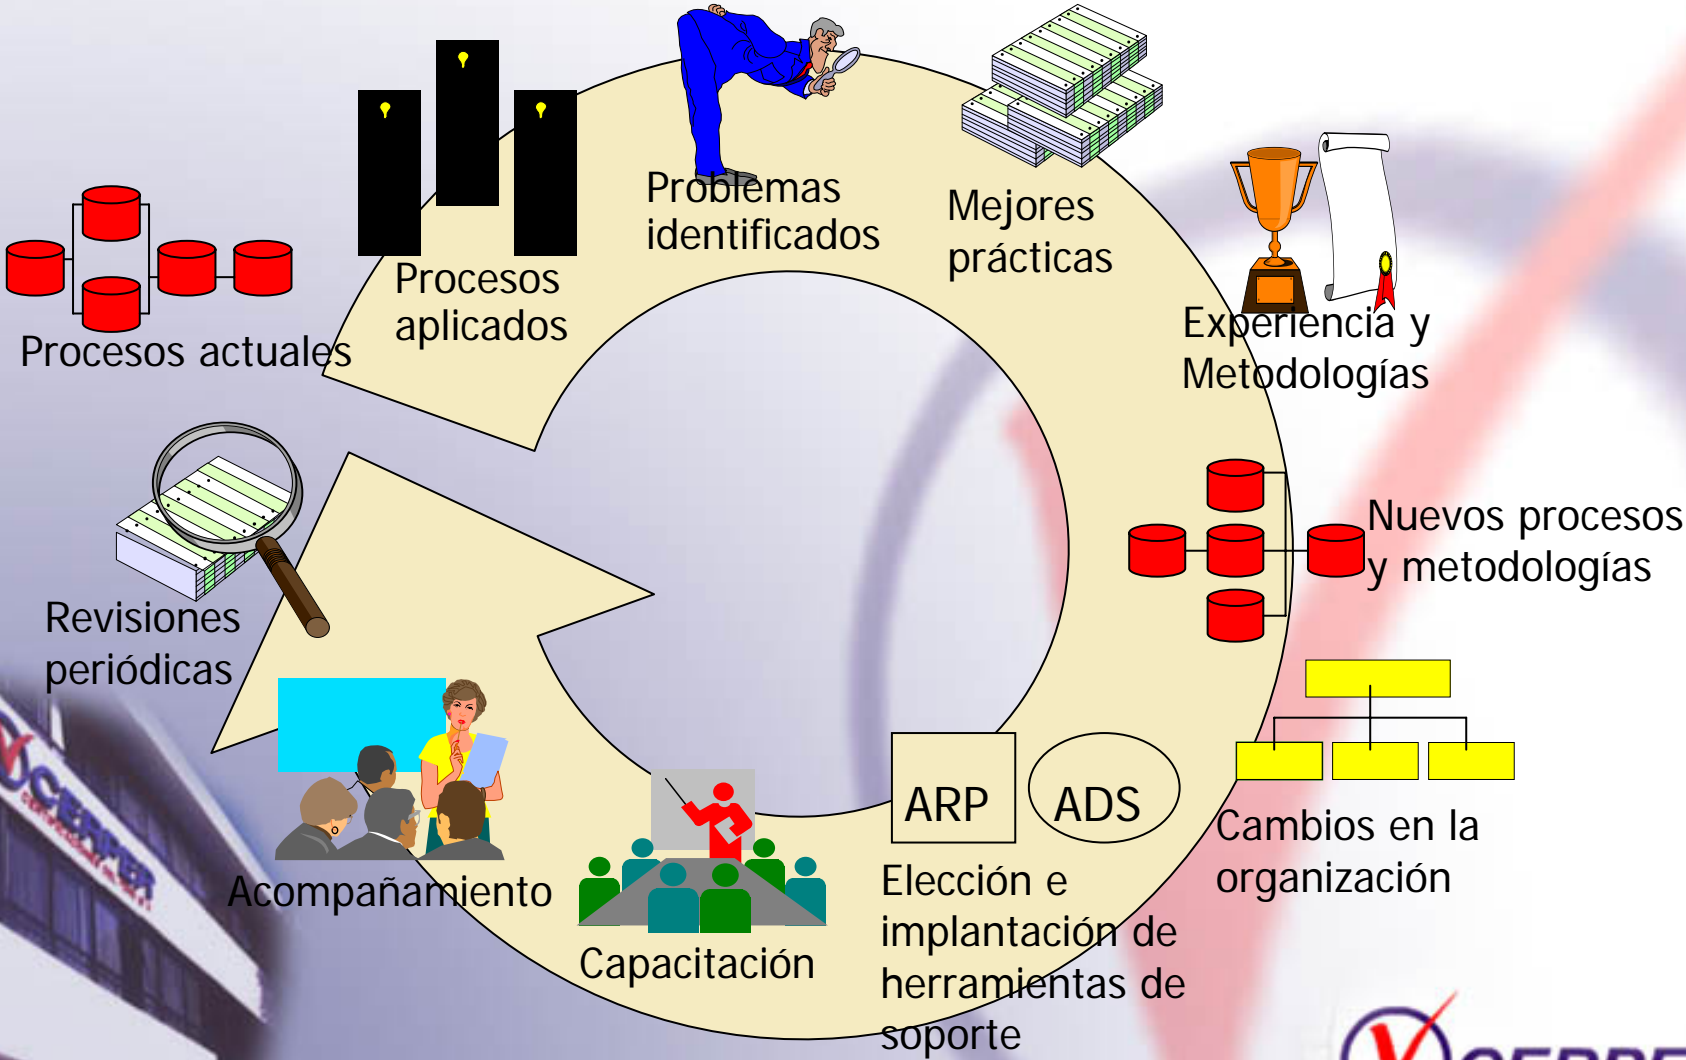 Procesos actuales
Procesos
aplicados
Problemas
identificados
Mejores
prácticas
Experiencia y
Metodologías
Nuevos procesos
y metodologías
Cambios en la
organización
ARP
ADS
Elección e
implantación de
herramientas de
soporte
Capacitación
Acompañamiento
Revisiones
periódicas
CERPER